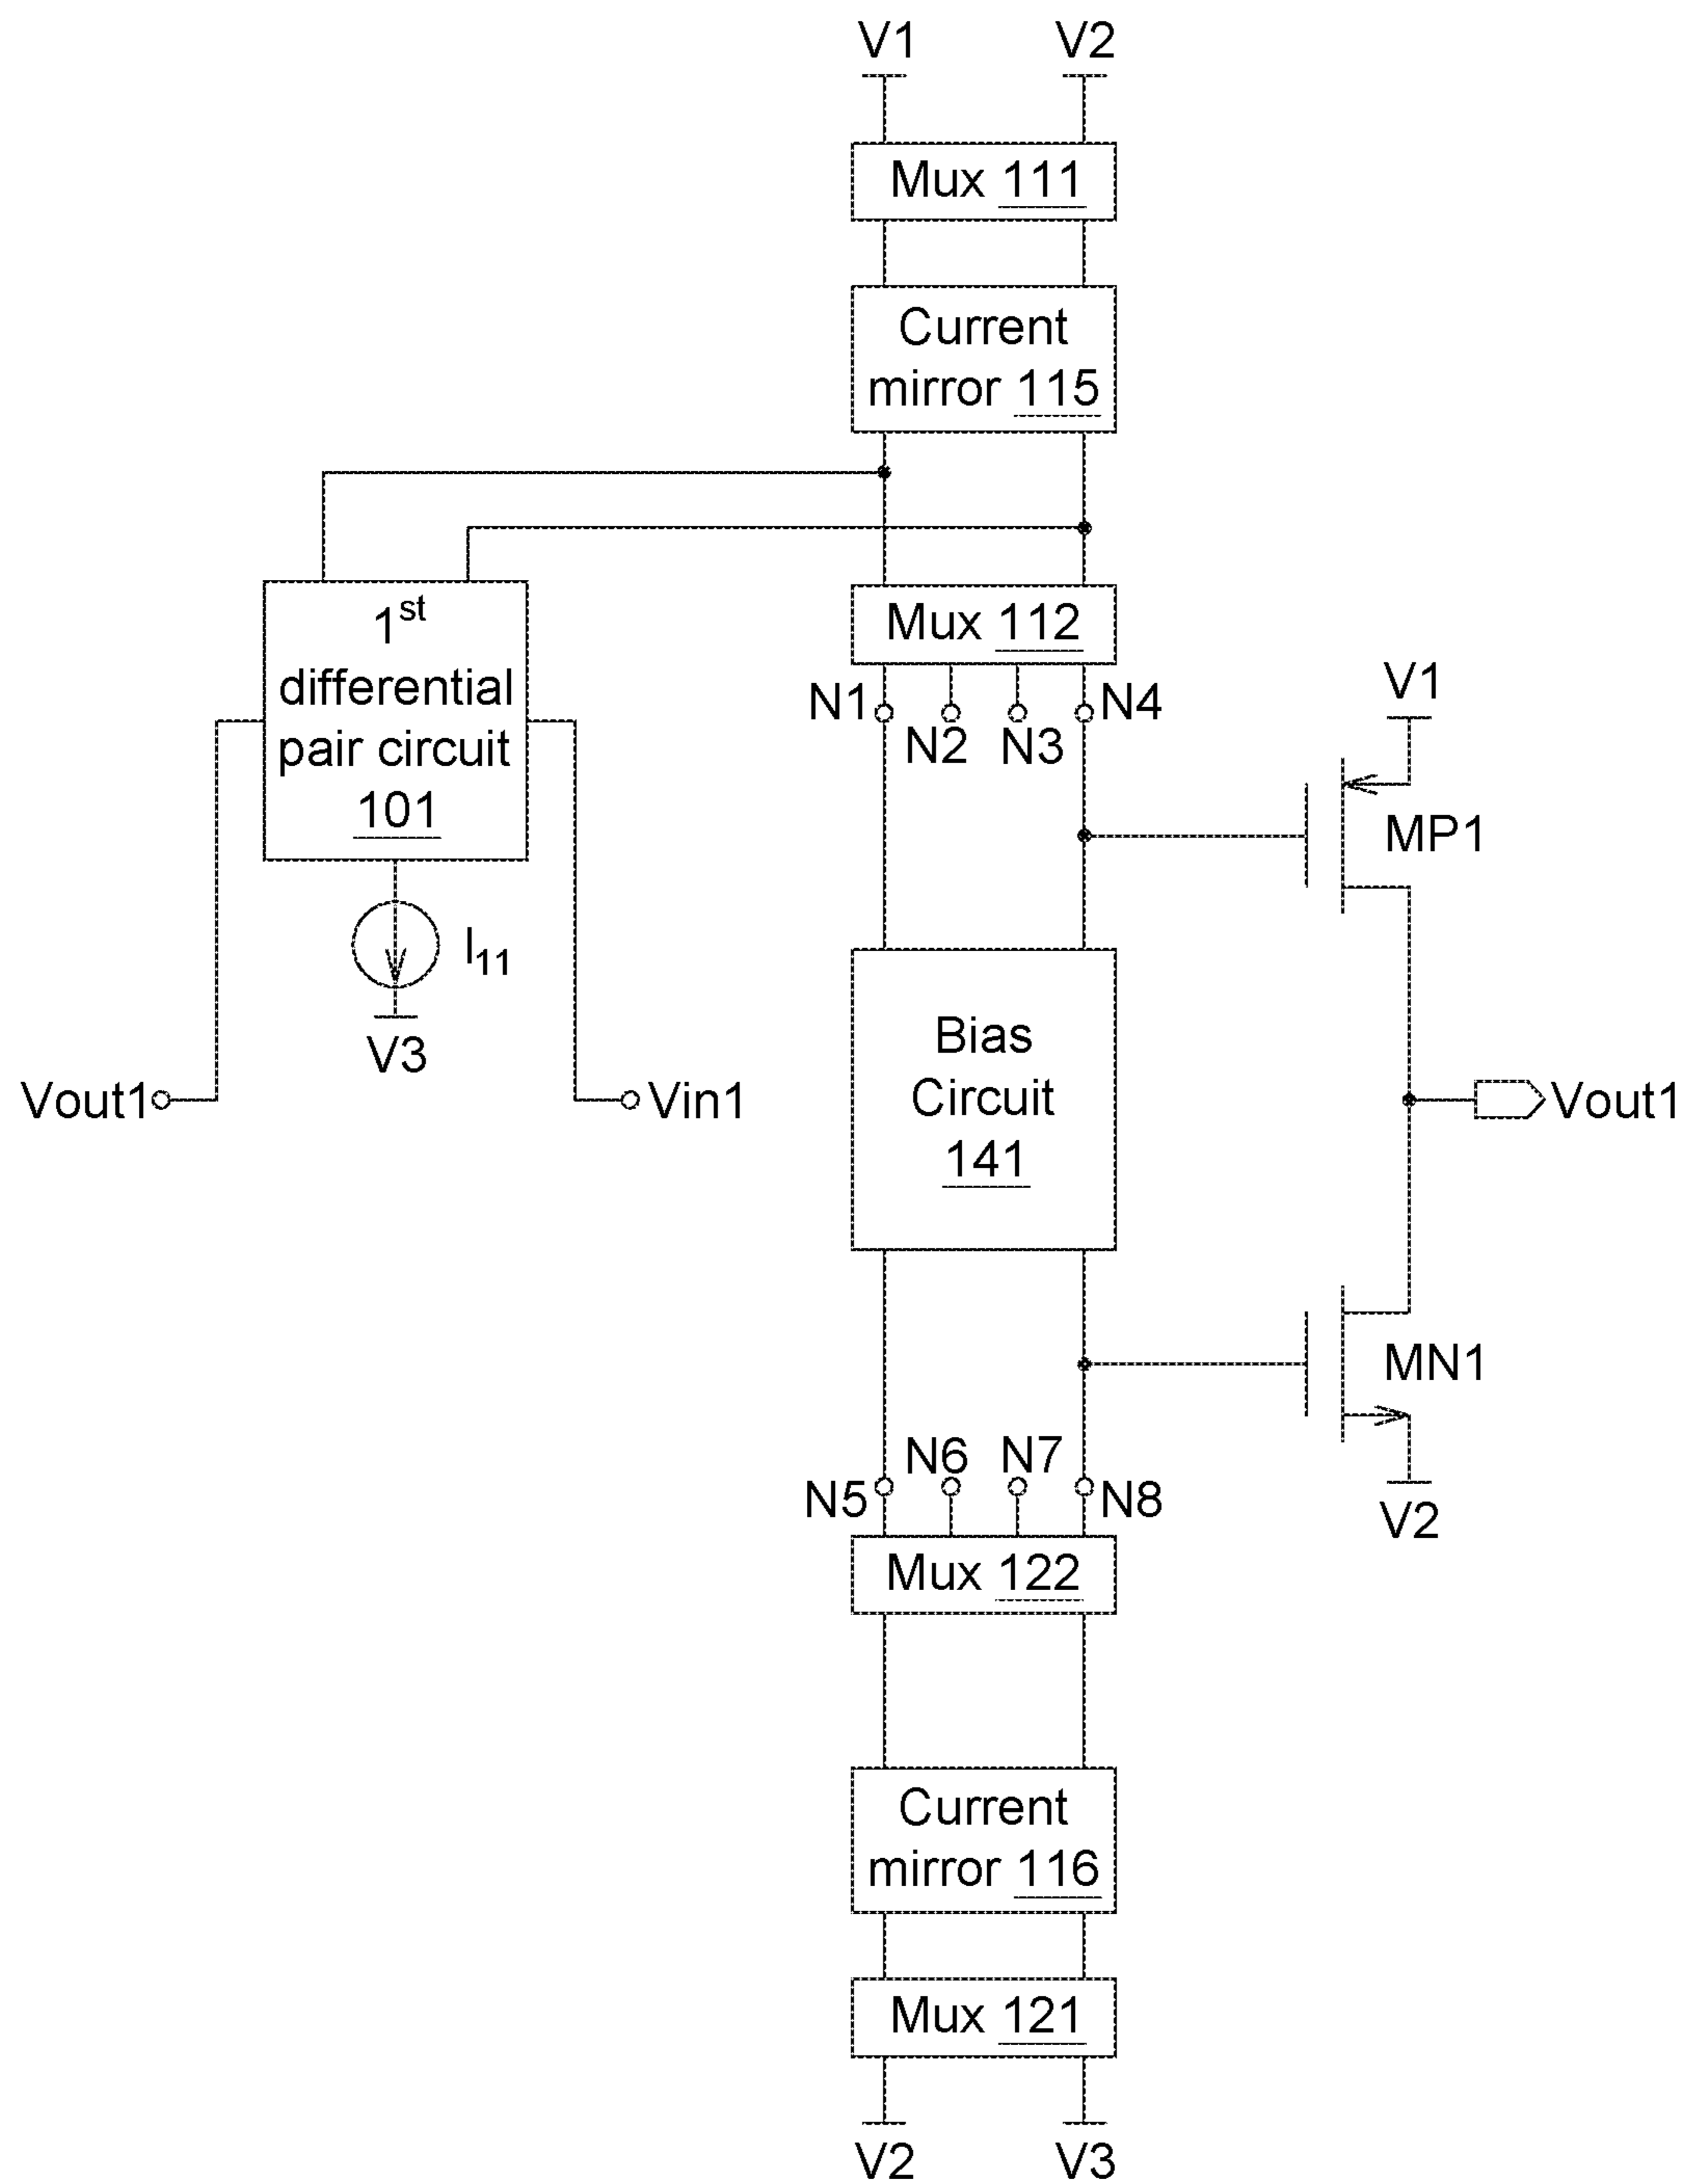 V1 V2
Mux 111
Current
mirror 115
1st
differential
pair circuit
101
Mux 112
N1 N2 N3 N4
V1
MP1
I11
V3
Vout1 Vin1
Bias
Circuit
141
Vout1
MN1
N5 N6 N7 N8
V2
Mux 122
Current
mirror 116
Mux 121
V2 V3